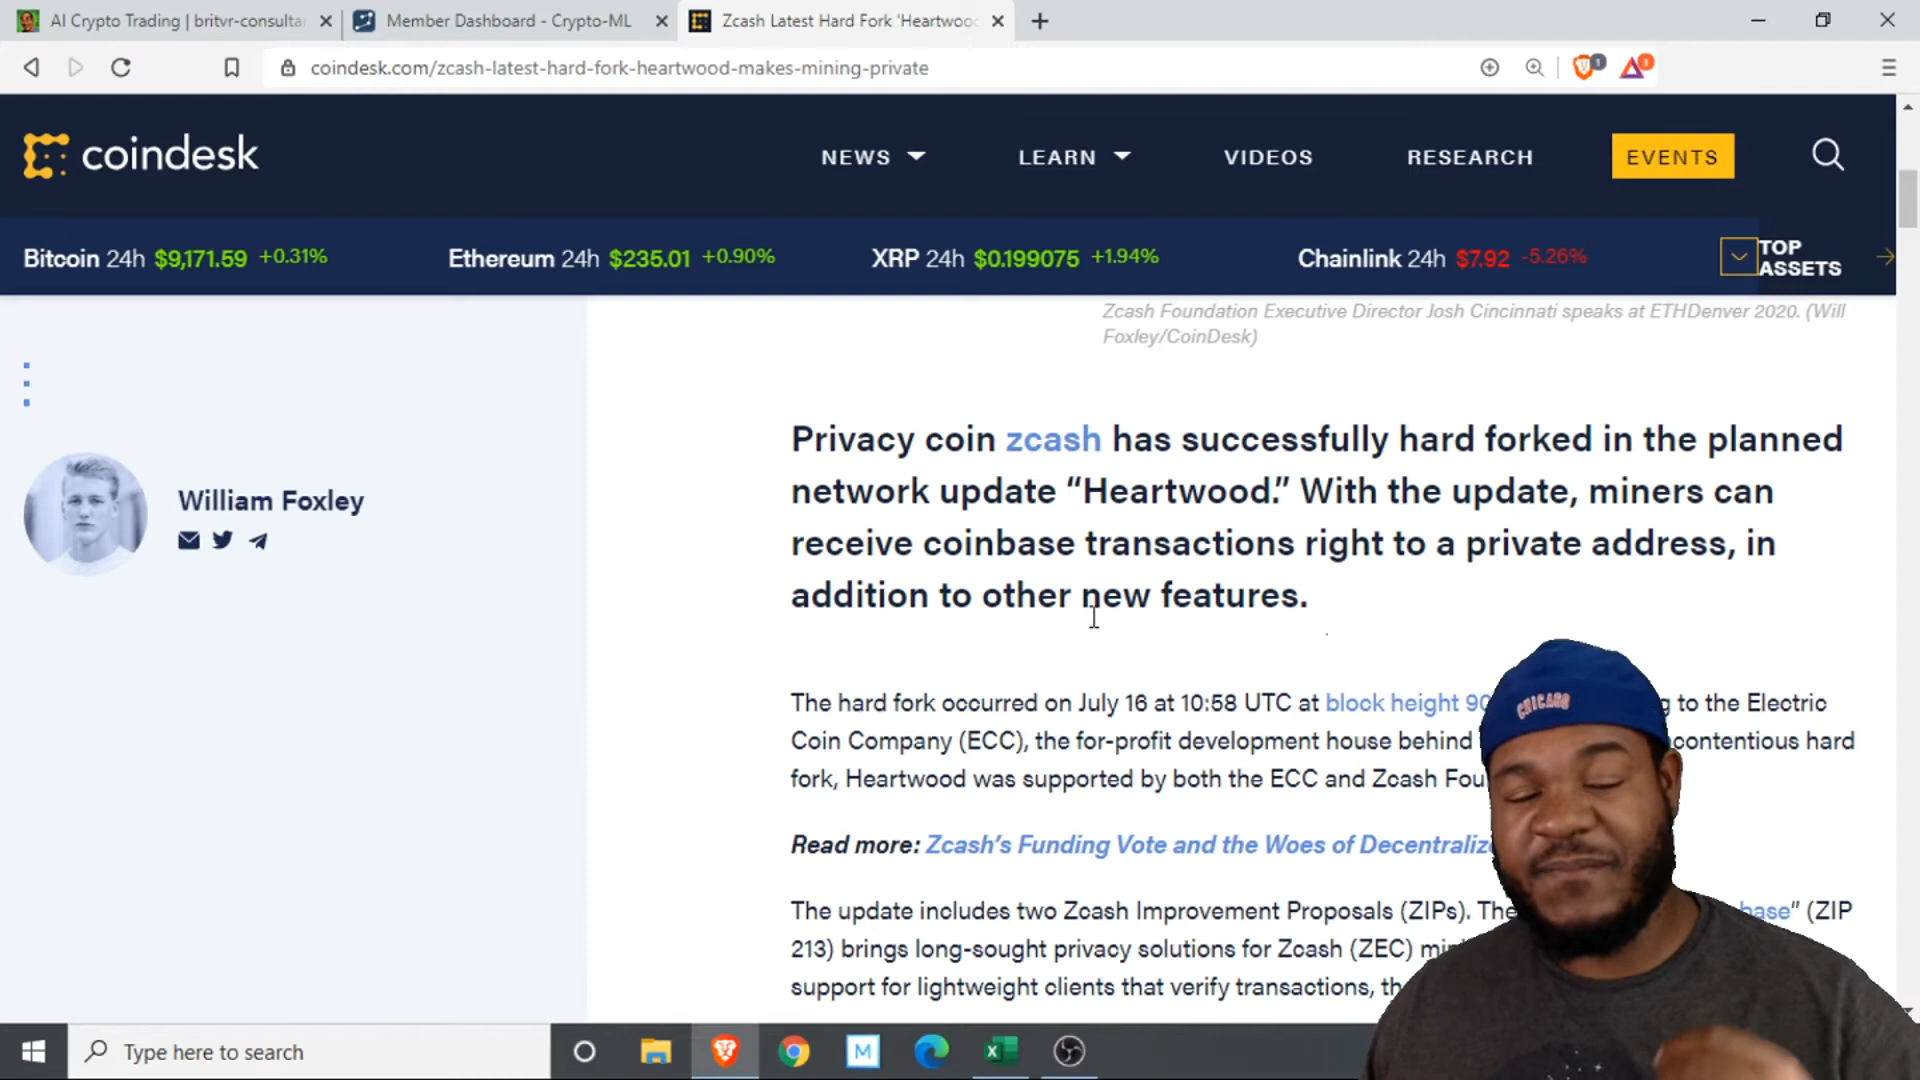 AI Crypto Trading | britvr-consultan
Member Dashboard - Crypto-ML
Zcash Latest Hard Fork 'Heartwood
coindesk.com/zcash-latest-hard-fork-heartwood-makes-mining-private
1
3
coindesk
NEWS
LEARN
VIDEOS
RESEARCH
EVENTS
Bitcoin 24h $9,171.59 +0.31%
Ethereum 24h $235.01 +0.90%
XRP 24h $0.199075 +1.94%
Chainlink 24h $7.92 -5.26%
TOP
ASSETS
Zcash Foundation Executive Director Josh Cincinnati speaks at ETHDenver 2020. (Will
Foxley/CoinDesk)
William Foxley
Privacy coin zcash has successfully hard forked in the planned
network update “Heartwood.” With the update, miners can
receive coinbase transactions right to a private address, in
addition to other new features.
The hard fork occurred on July 16 at 10:58 UTC at block height 90 g to the Electric
Coin Company (ECC), the for-profit development house behind contentious hard
fork, Heartwood was supported by both the ECC and Zcash Fou
Read more: Zcash’s Funding Vote and the Woes of Decentralize
The update includes two Zcash Improvement Proposals (ZIPs). The base” (ZIP
213) brings long-sought privacy solutions for Zcash (ZEC) mi
support for lightweight clients that verify transactions, th
CHICAGO
Type here to search
M